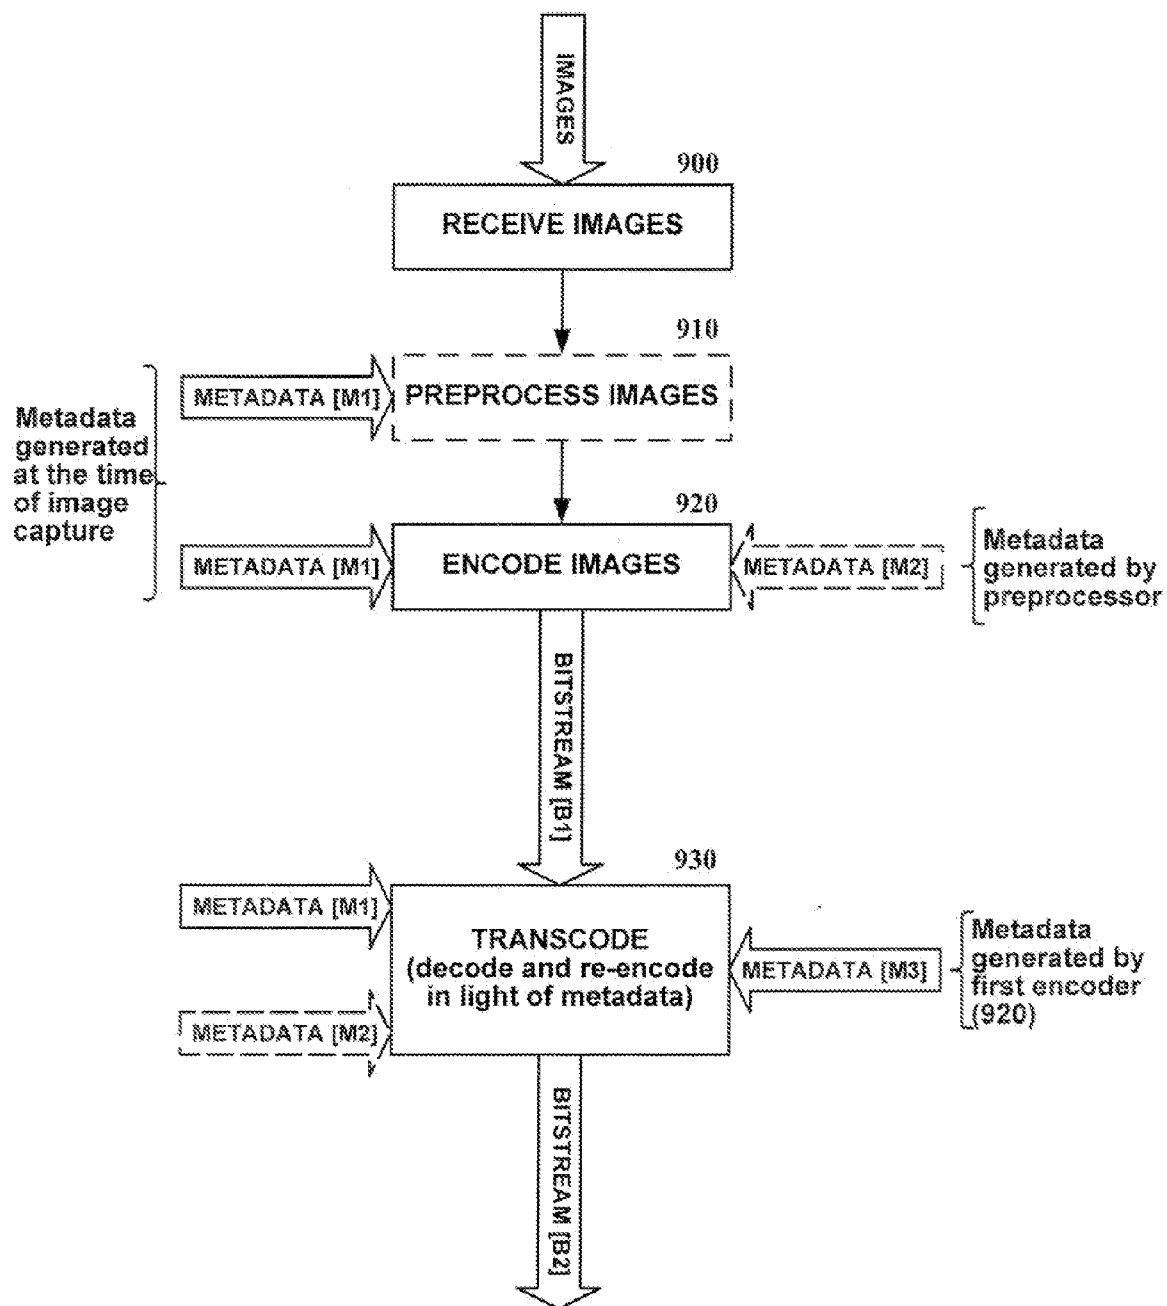 IMAGES
900
RECEIVE IMAGES
910
METADATA [M1]
PREPROCESS IMAGES
Metadata
generated
at the time
of image
capture
920
METADATA [M1]
ENCODE IMAGES
METADATA [M2]
Metadata
generated by
preprocessor
BITSTREAM [B1]
930
METADATA [M1]
TRANSCODE
(decode and re-encode
in light of metadata)
METADATA [M3]
Metadata
generated by
first encoder
(920)
METADATA [M2]
BITSTREAM [B2]